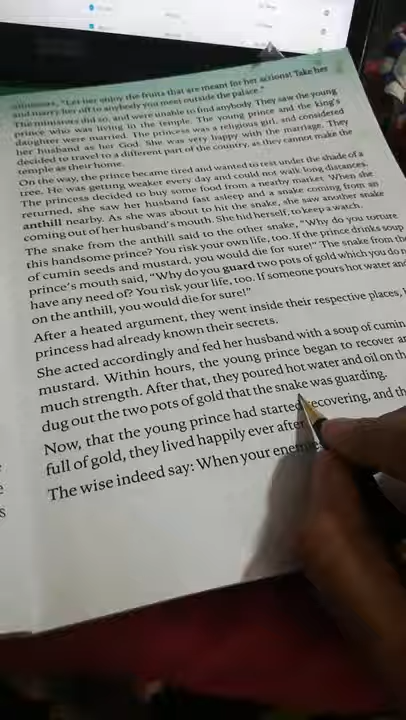 ministers, "Let her enjoy the fruits that are meant for her actions! Take her
and marry her off to anybody you meet outside the palace."
The ministers did so, and were unable to find anybody. They saw the young
prince who was living in the temple. The young prince and the king's
daughter were married. The princess was a religious girl, and considered
her husband as her God. She was very happy with the marriage. They
decided to travel to a different part of the country, as they cannot make the
temple as their home.
On the way, the prince became tired and wanted to rest under the shade of a
tree. He was getting weaker every day and could not walk long distances.
The princess decided to buy some food from a nearby market. When she
returned, she saw her husband fast asleep and a snake coming from an
anthill nearby. As she was about to hit the snake, she saw another snake
coming out of her husband's mouth. She hid herself, to keep a watch.
The snake from the anthill said to the other snake, "Why do you torture
this handsome prince? You risk your own life, too. If the prince drinks soup
of cumin seeds and mustard, you would die for sure!" The snake from the
prince's mouth said, "Why do you guard two pots of gold which you do n
have any need of? You risk your life, too. If someone pours hot water and
on the anthill, you would die for sure!"
After a heated argument, they went inside their respective places,
princess had already known their secrets.
She acted accordingly and fed her husband with a soup of cumin
mustard. Within hours, the young prince began to recover an
much strength. After that, they poured hot water and oil on th
dug out the two pots of gold that the snake was guarding.
Now, that the young prince had started recovering, and th
full of gold, they lived happily ever after
The wise indeed say: When your enem
s